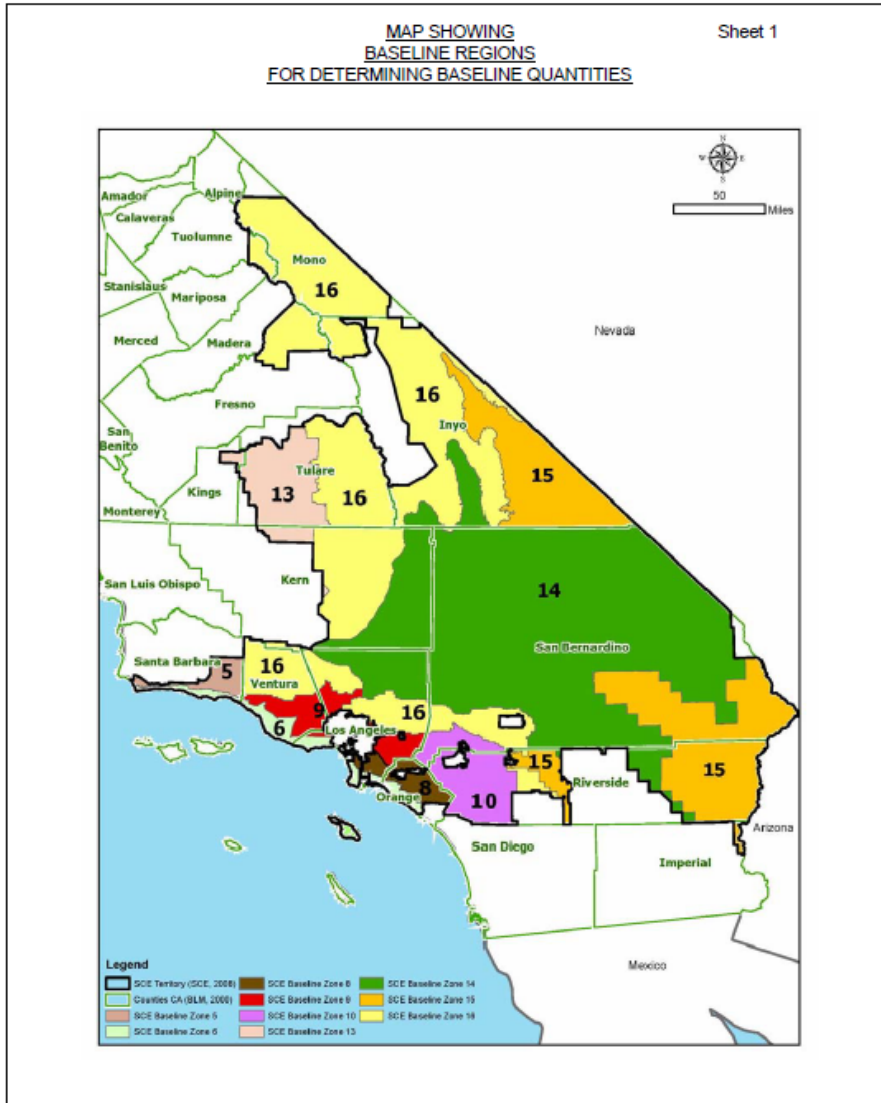 MAP SHOWING
Sheet 1
BASELINE REGIONS
FOR DETERMINING BASELINE QUANTITIES
N
W E
S
50
Miles
Alpine
Amador
Calaveras
Tuolumne
Mono
16
Stanislaus
Mariposa
Nevada
Merced
Madera
16
Fresno
Inyo
San
Benito
Tulare
15
13
16
Kings
Monterey
Kern
14
San Luis Obispo
San Bernardino
Santa Barbara
5
16
Ventura
9
16
6
Los Angeles
15
15
8
10
Riverside
Orange
Arizona
San Diego
Imperial
Mexico
Legend
SCE Territory (SCE, 2008)
Counties CA (BLM, 2000)
SCE Baseline Zone 5
SCE Baseline Zone 6
SCE Baseline Zone 8
SCE Baseline Zone 9
SCE Baseline Zone 10
SCE Baseline Zone 13
SCE Baseline Zone 14
SCE Baseline Zone 15
SCE Baseline Zone 16